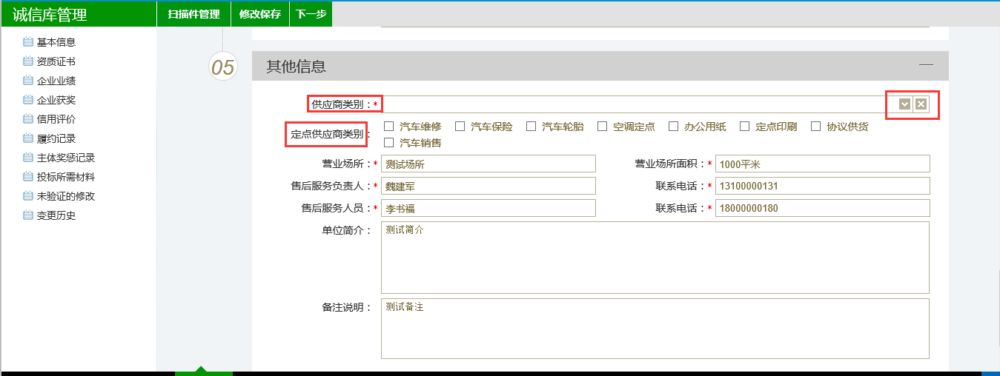 诚信库管理
扫描件管理 修改保存 下一步
基本信息
资质证书
企业业绩
企业获奖
信用评价
履约记录
主体奖惩记录
投标所需材料
未验证的修改
变更历史
05 其他信息
供应商类别：*
定点供应商类别： 汽车维修 汽车保险 汽车轮胎 空调定点 办公用纸 定点印刷 协议供货
汽车销售
营业场所：* 测试场所 营业场所面积：* 1000平米
售后服务负责人：* 魏建军 联系电话：* 13100000131
售后服务人员：* 李书福 联系电话：* 18000000180
单位简介： 测试简介
备注说明： 测试备注